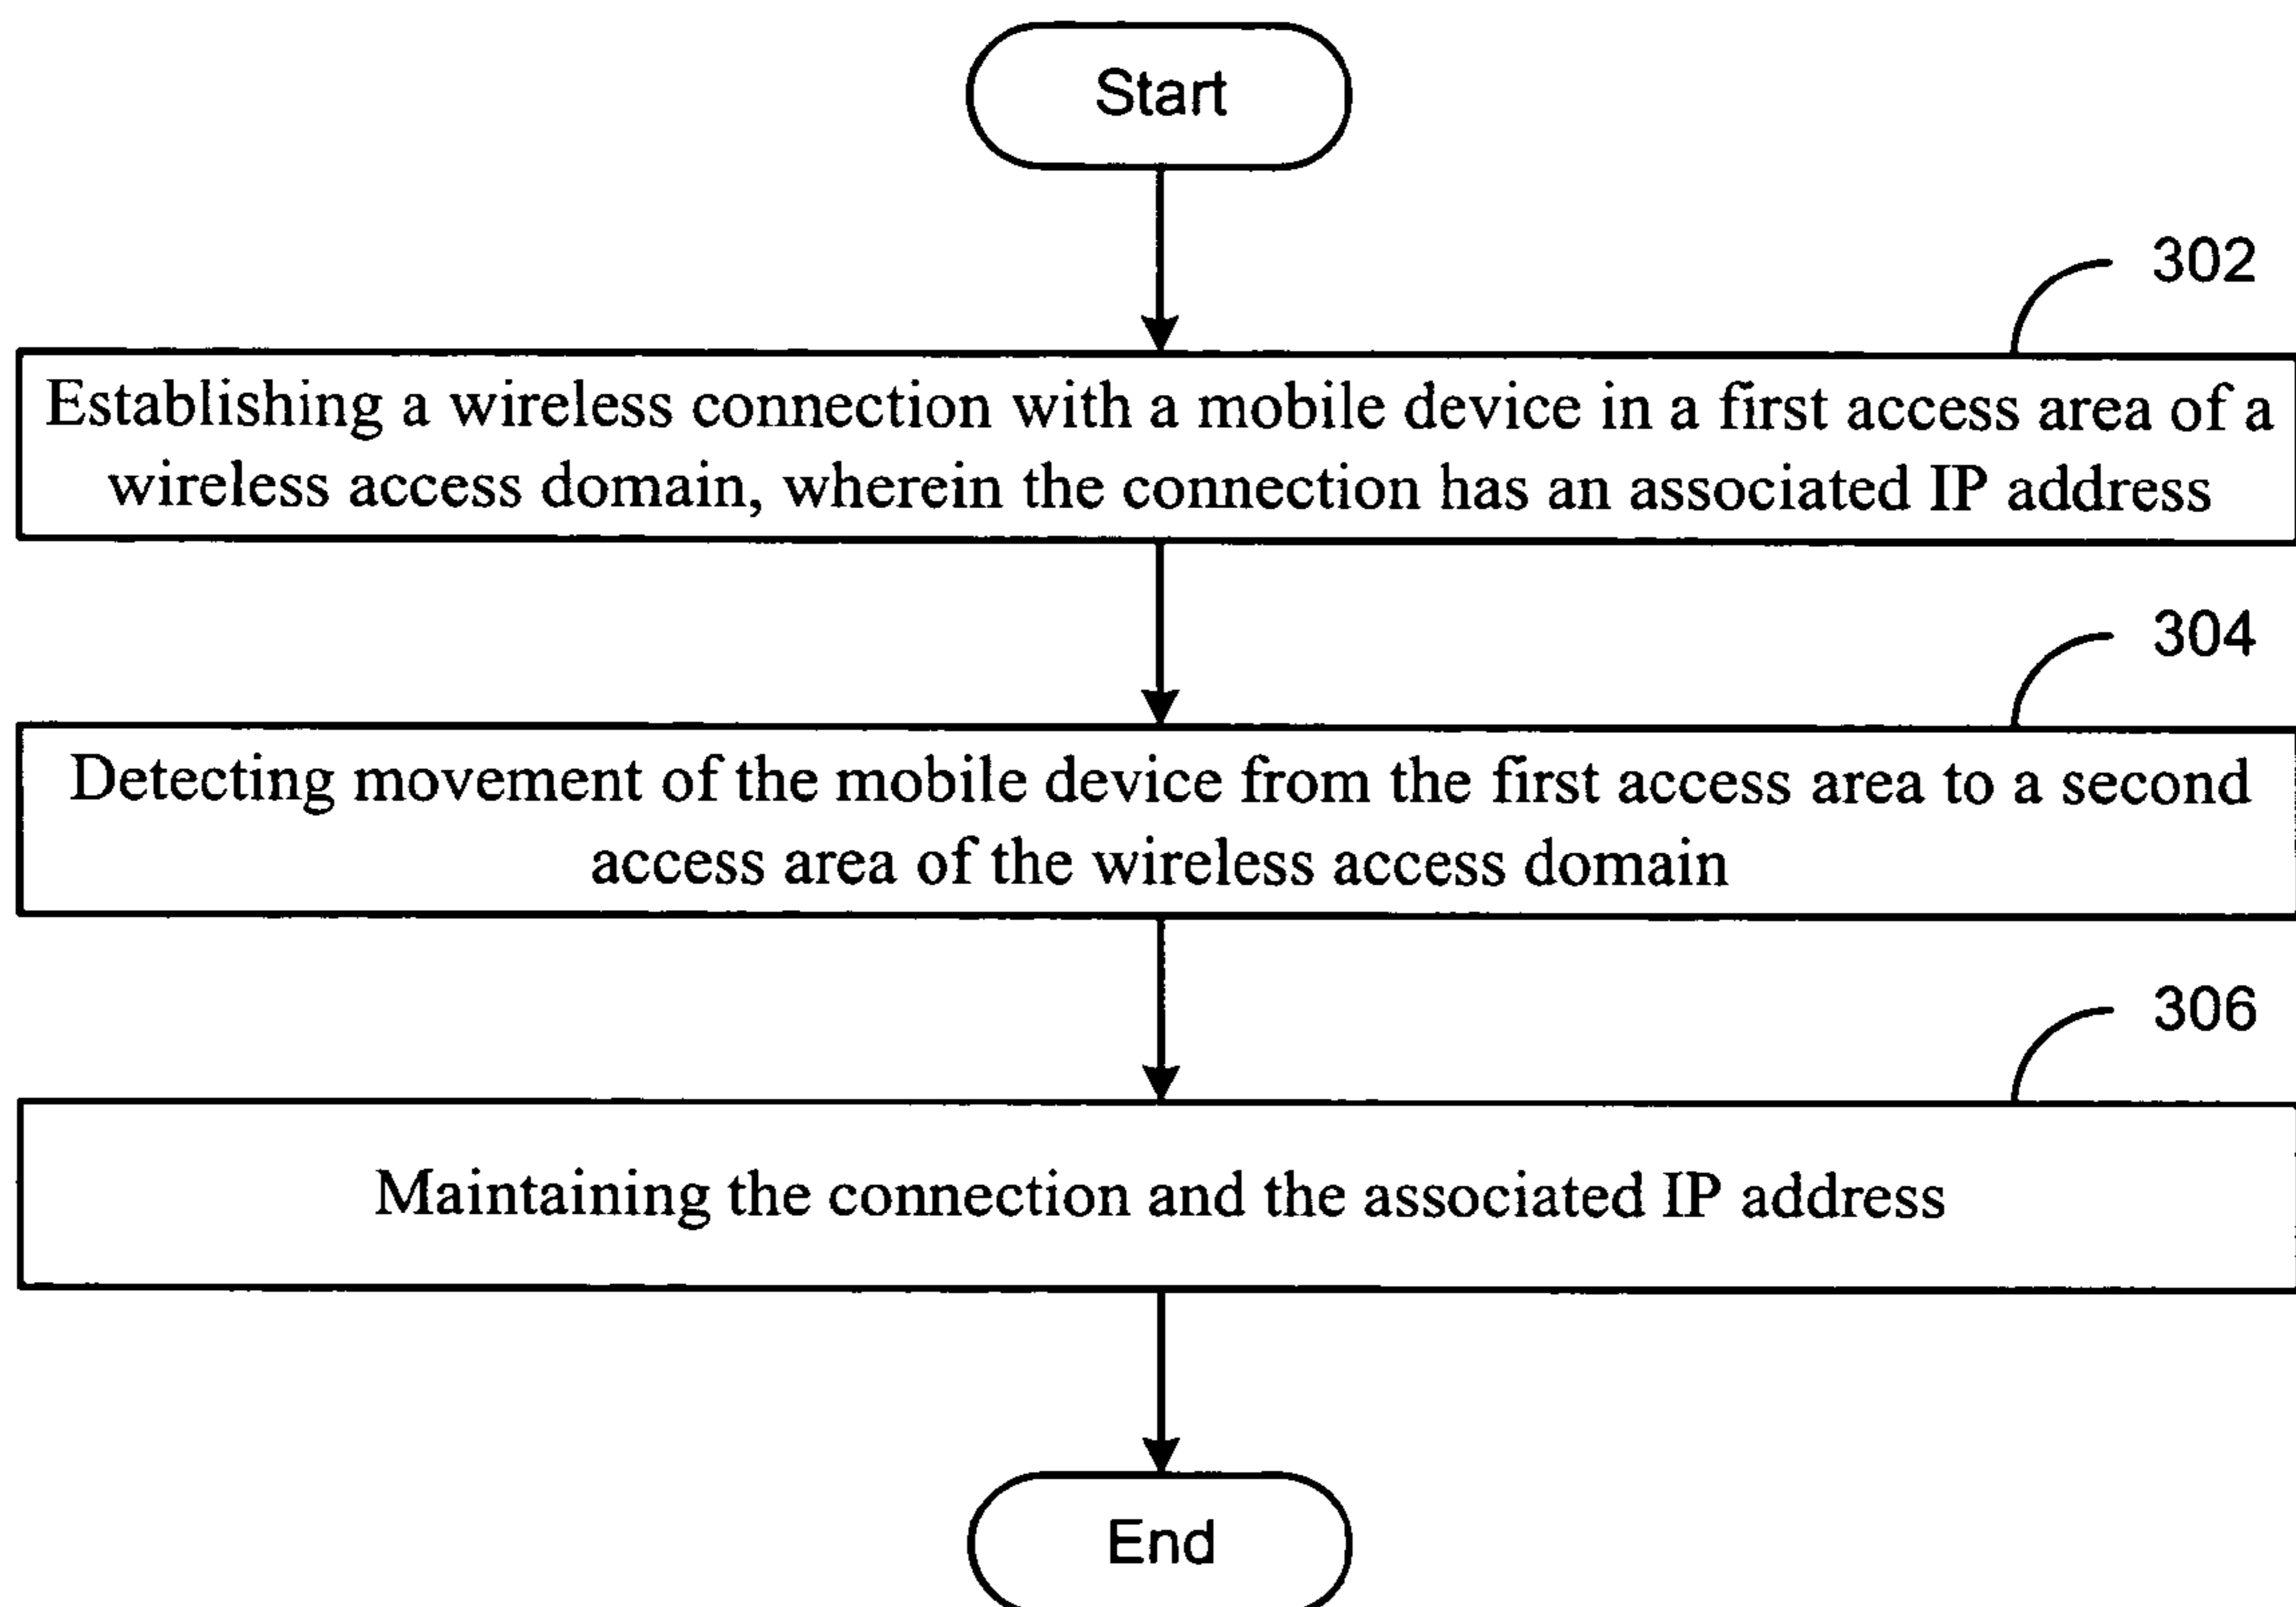 Start
302
Establishing a wireless connection with a mobile device in a first access area of a
wireless access domain, wherein the connection has an associated IP address
304
Detecting movement of the mobile device from the first access area to a second
access area of the wireless access domain
306
Maintaining the connection and the associated IP address
End